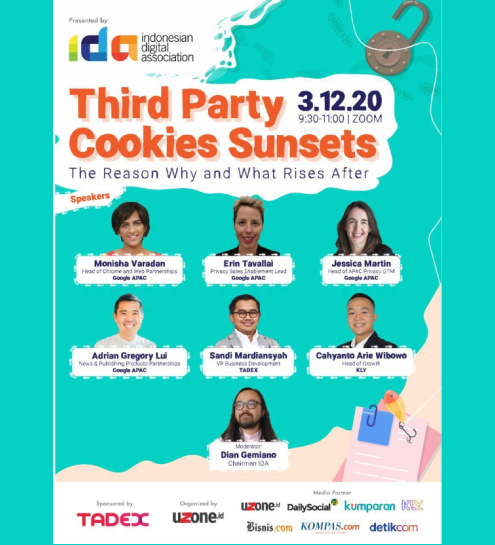 Presented by
ida
indonesian
digital
association
Third Party
Cookies Sunsets
3.12.20
9:30-11:00 | ZOOM
The Reason Why and What Rises After
Speakers
Monisha Varadan
Head of Chrome and Web Partnerships
Google APAC
Erin Tavallai
Privacy Sales Enablement Lead
Google APAC
Jessica Martin
Head of APAC Privacy GTM
Google APAC
Adrian Gregory Lui
News & Publishing Products Partnerships
Google APAC
Sandi Mardiansyah
VP Business Development
TADEX
Cahyanto Arie Wibowo
Head of Growth
KLY
Moderator:
Dian Gemiano
Chairman IDA
Sponsored by
TADEX
Organized by
uzone.id
Media Partner
uzone.id DailySocial kumparan KLY
Bisnis.com KOMPAS.com detikcom